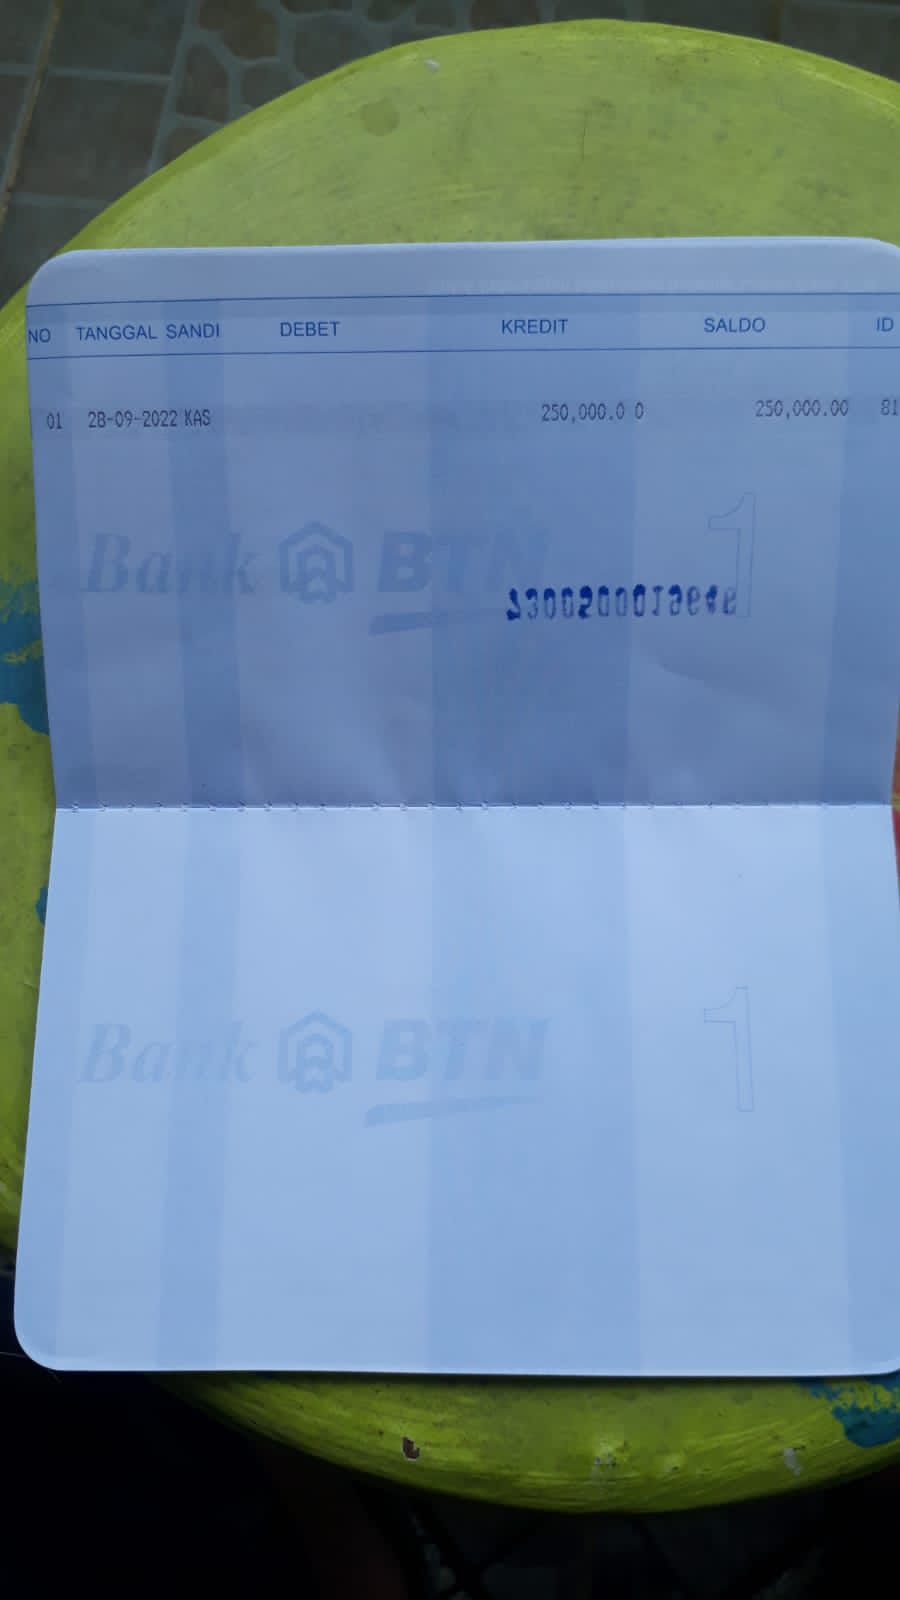 NO TANGGAL SANDI DEBET KREDIT SALDO ID
01 28-09-2022 KAS 250,000.0 0 250,000.00 81
Bank BTN
1
Bank BTN
1